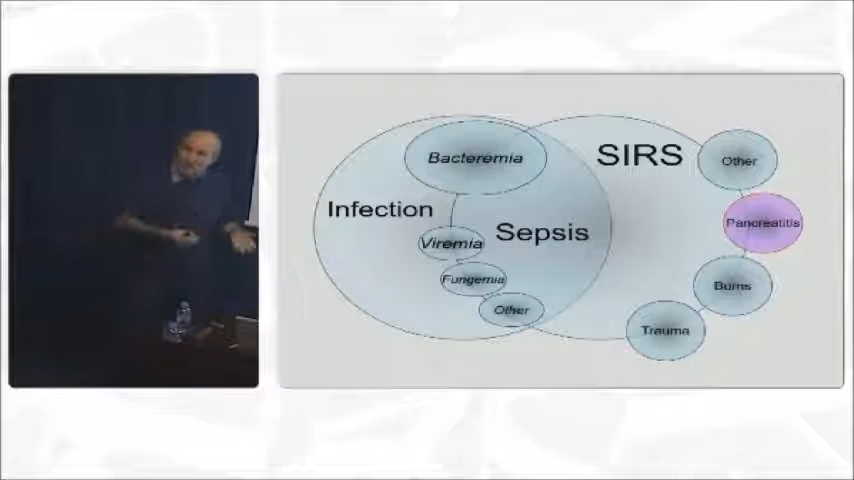 Bacteremia
SIRS
Other
Infection
Sepsis
Pancreatitis
Viremia
Fungemia
Burns
Other
Trauma